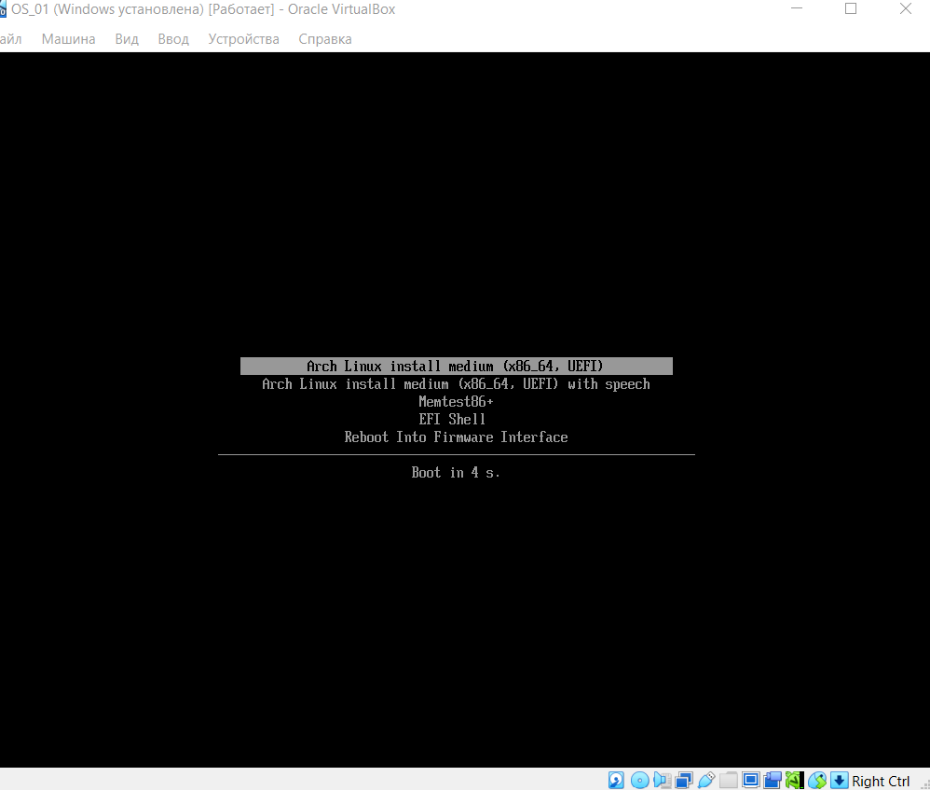 OS_01 (Windows установлена) [Работает] - Oracle VirtualBox
айл Машина Вид Ввод Устройства Справка
Arch Linux install medium (x86_64, UEFI)
Arch Linux install medium (x86_64, UEFI) with speech
Memtest86+
EFI Shell
Reboot Into Firmware Interface
Boot in 4 s.
Right Ctrl